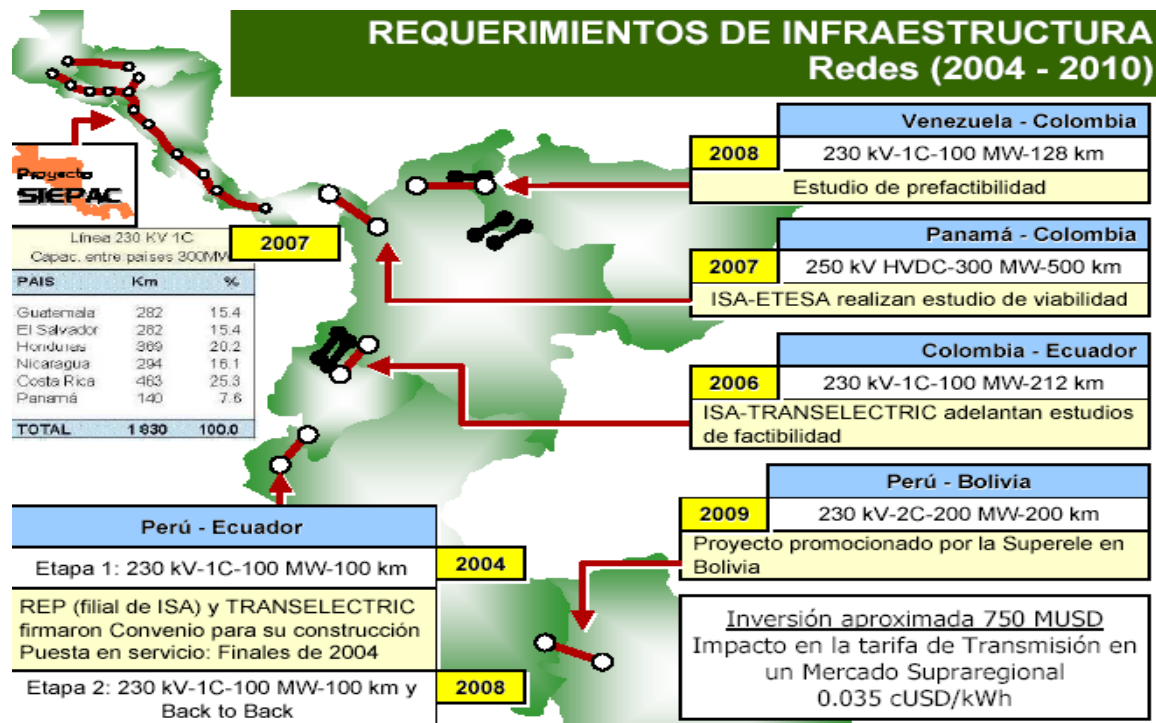 REQUERIMIENTOS DE INFRAESTRUCTURA
Redes (2004 - 2010)
Venezuela - Colombia
2008
230 kV-1C-100 MW-128 km
Estudio de prefactibilidad
Panamá - Colombia
2007
250 kV HVDC-300 MW-500 km
ISA-ETESA realizan estudio de viabilidad
Colombia - Ecuador
2006
230 kV-1C-100 MW-212 km
ISA-TRANSELECTRIC adelantan estudios
de factibilidad
Perú - Bolivia
2009
230 kV-2C-200 MW-200 km
Proyecto promocionado por la Superele en
Bolivia
Inversión aproximada 750 MUSD
Impacto en la tarifa de Transmisión en
un Mercado Supraregional
0.035 cUSD/kWh
Proyecto
SIEPAC
2007
Línea 230 KV 1C
Capac. entre países 300MW
PAIS Km %
Guatemala 282 15.4
El Salvador 282 15.4
Honduras 369 20.2
Nicaragua 294 16.1
Costa Rica 463 25.3
Panamá 140 7.6
TOTAL 1 830 100.0
Perú - Ecuador
Etapa 1: 230 kV-1C-100 MW-100 km
2004
REP (filial de ISA) y TRANSELECTRIC
firmaron Convenio para su construcción
Puesta en servicio: Finales de 2004
Etapa 2: 230 kV-1C-100 MW-100 km y
Back to Back
2008